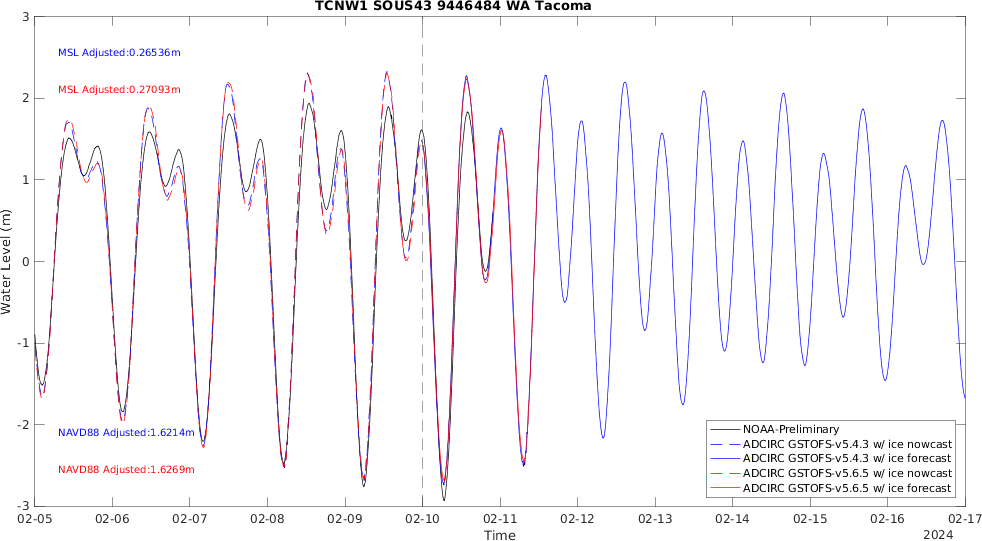 TCNW1 SOUS43 9446484 WA Tacoma
MSL Adjusted:0.26536m
MSL Adjusted:0.27093m
NAVD88 Adjusted:1.6214m
NAVD88 Adjusted:1.6269m
Water Level (m)
3
2
1
0
-1
-2
-3
NOAA-Preliminary
ADCIRC GSTOFS-v5.4.3 w/ ice nowcast
ADCIRC GSTOFS-v5.4.3 w/ ice forecast
ADCIRC GSTOFS-v5.6.5 w/ ice nowcast
ADCIRC GSTOFS-v5.6.5 w/ ice forecast
02-05 02-06 02-07 02-08 02-09 02-10 02-11 02-12 02-13 02-14 02-15 02-16 02-17
Time
2024